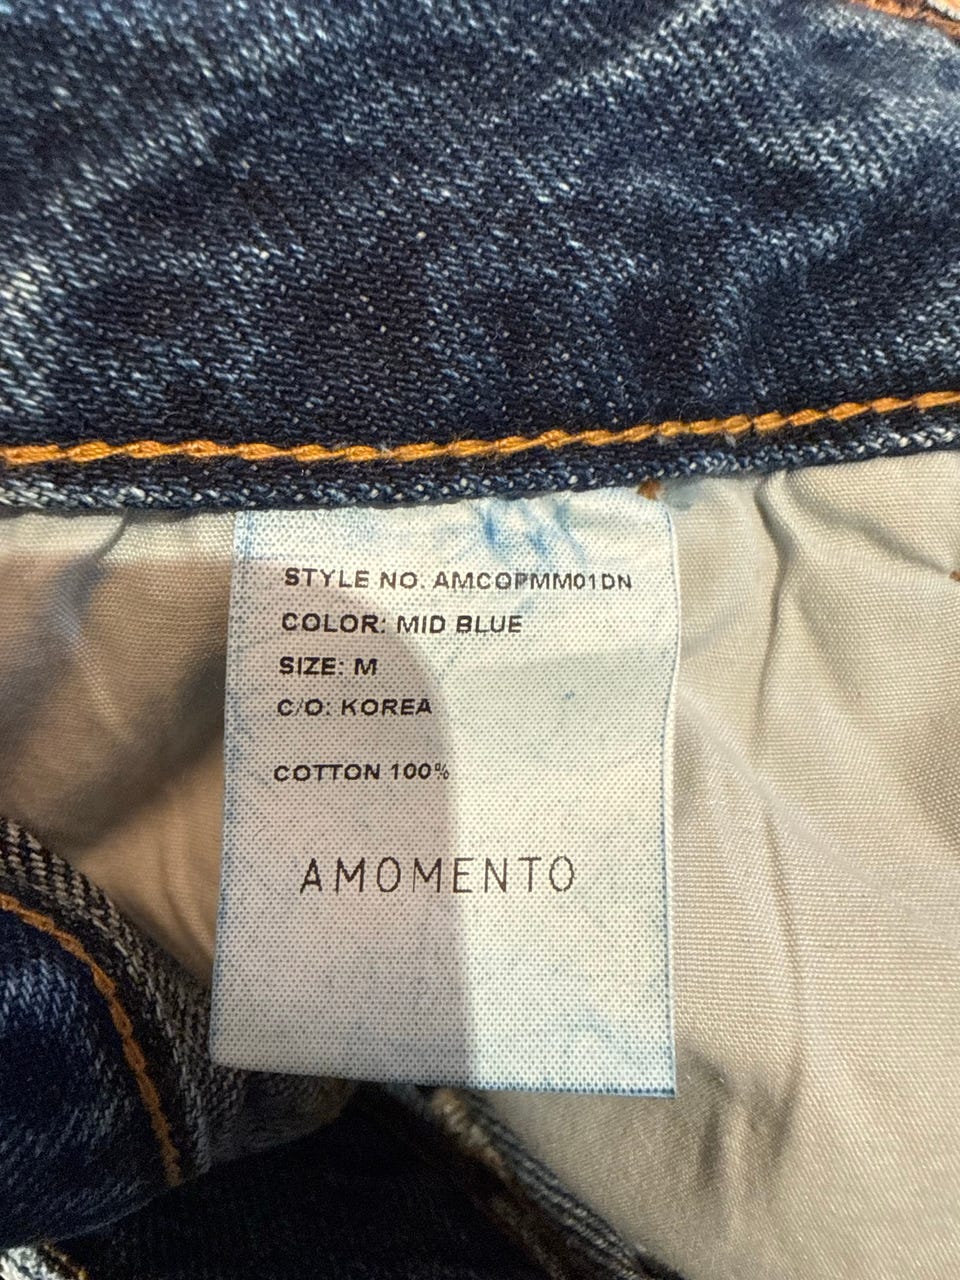 STYLE NO. AMCOPMM01DN
COLOR: MID BLUE
SIZE: M
C/O: KOREA
COTTON 100%
AMOMENTO